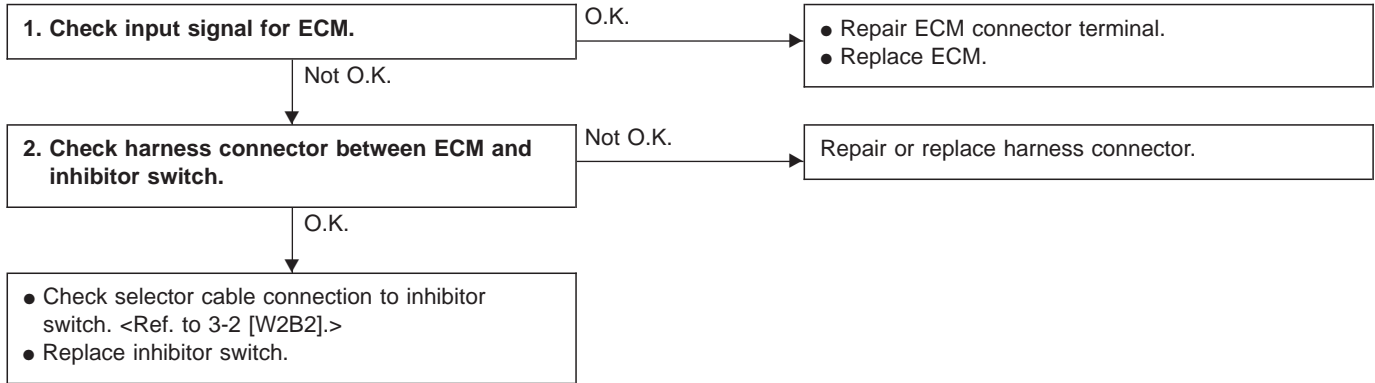 1. Check input signal for ECM.
O.K.
● Repair ECM connector terminal.
● Replace ECM.
Not O.K.
2. Check harness connector between ECM and
inhibitor switch.
Not O.K.
Repair or replace harness connector.
O.K.
● Check selector cable connection to inhibitor
switch. <Ref. to 3-2 [W2B2].>
● Replace inhibitor switch.